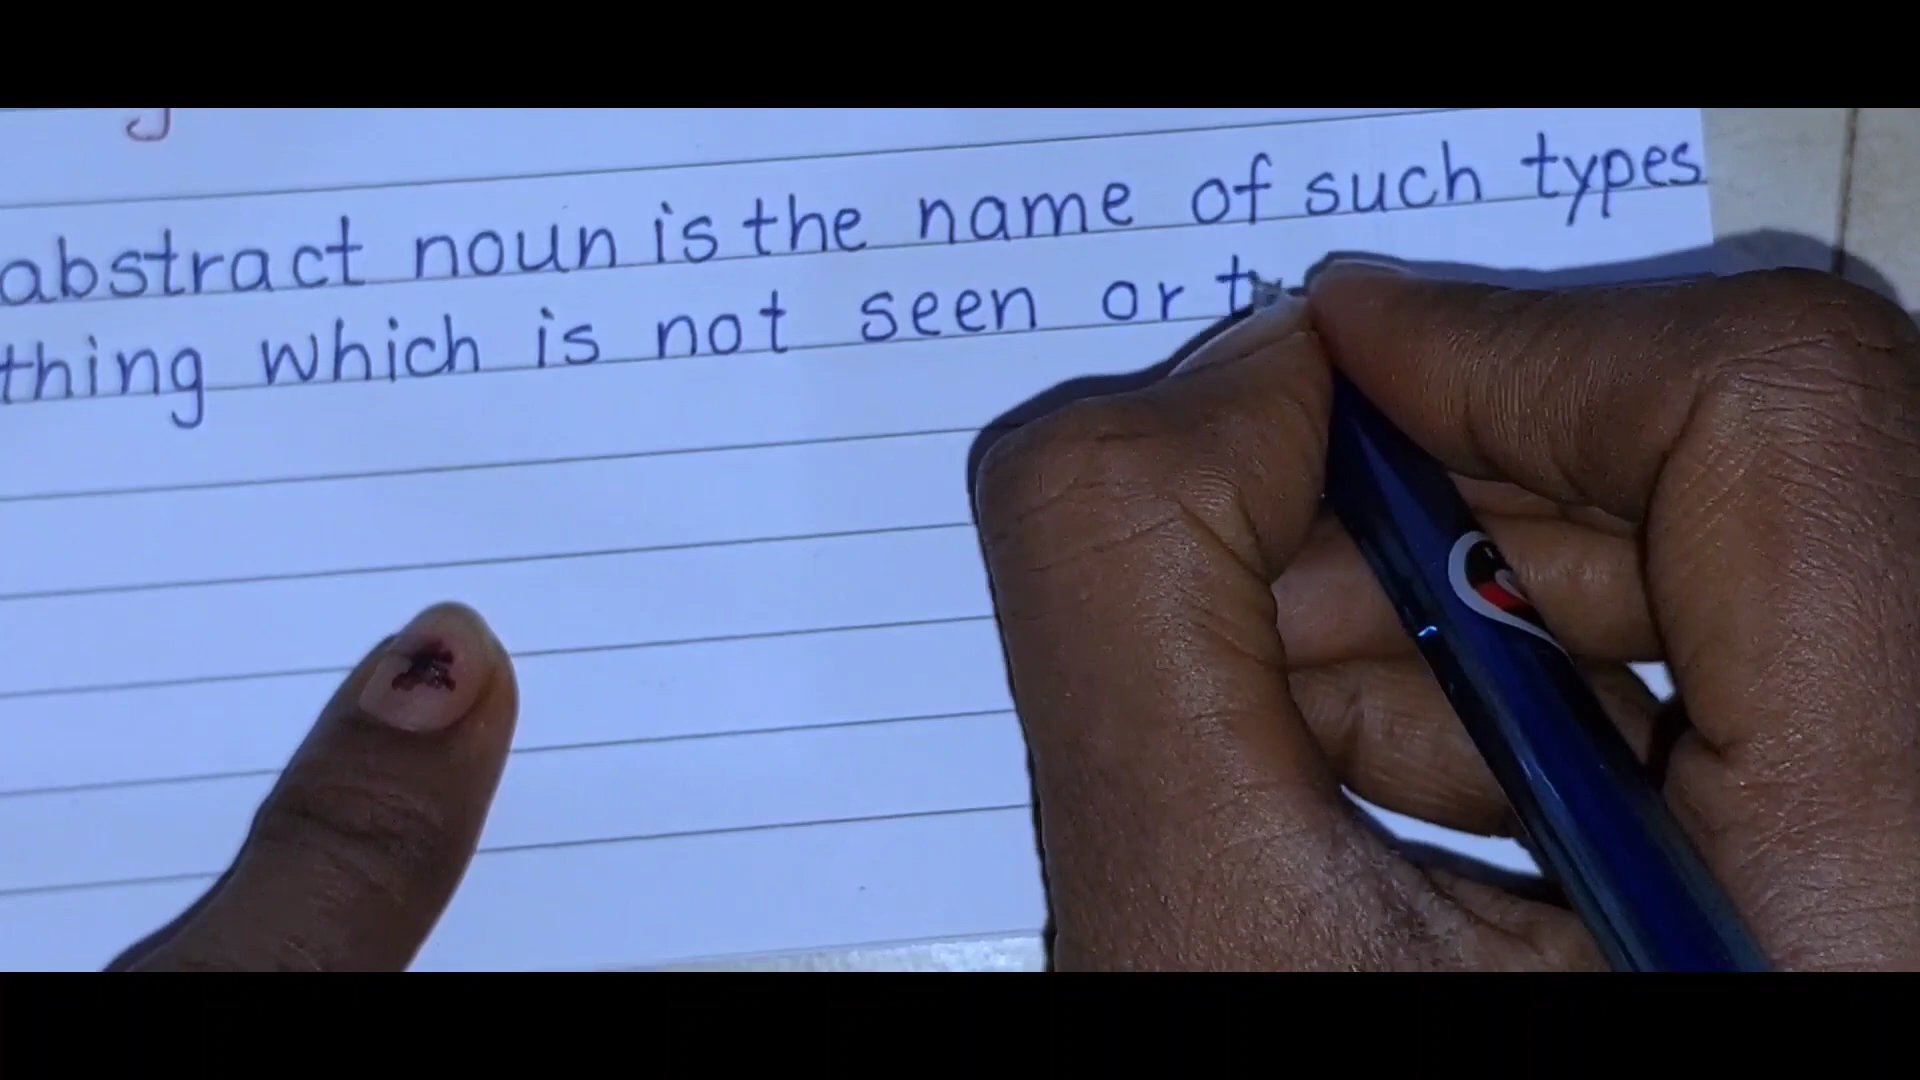 abstract noun is the name of such types
thing which is not seen or